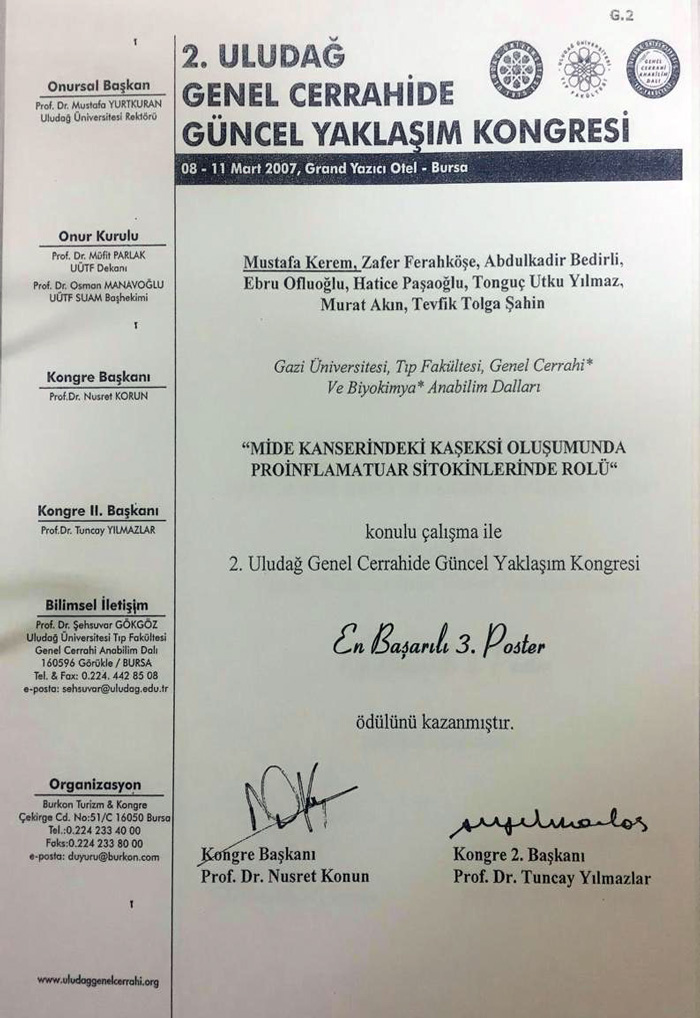 G.2
2. ULUDAĞ
GENEL CERRAHİDE
GÜNCEL YAKLAŞIM KONGRESİ
08 - 11 Mart 2007, Grand Yazıcı Otel - Bursa
Onursal Başkan
Prof. Dr. Mustafa YURTKURAN
Uludağ Üniversitesi Rektörü
Onur Kurulu
Prof. Dr. Müfit PARLAK
UÜTF Dekanı
Prof. Dr. Osman MANAVOĞLU
UÜTF SUAM Başhekimi
Kongre Başkanı
Prof.Dr. Nusret KORUN
Kongre II. Başkanı
Prof.Dr. Tuncay YILMAZLAR
Bilimsel İletişim
Prof. Dr. Şehsuvar GÖKGÖZ
Uludağ Üniversitesi Tıp Fakültesi
Genel Cerrahi Anabilim Dalı
160596 Görükle / BURSA
Tel. & Fax: 0.224. 442 85 08
e-posta: sehsuvar@uludag.edu.tr
Organizasyon
Burkon Turizm & Kongre
Çekirge Cd. No:51/C 16050 Bursa
Tel.:0.224 233 40 00
Faks:0.224 233 80 00
e-posta: duyuru@burkon.com
www.uludaggenelcerrahi.org
Mustafa Kerem, Zafer Ferahköşe, Abdulkadir Bedirli,
Ebru Ofluoğlu, Hatice Paşaoğlu, Tonguç Utku Yılmaz,
Murat Akın, Tevfik Tolga Şahin
Gazi Üniversitesi, Tıp Fakültesi, Genel Cerrahi*
Ve Biyokimya* Anabilim Dalları
“MİDE KANSERİNDEKİ KAŞEKSİ OLUŞUMUNDA
PROİNFLAMATUAR SİTOKİNLERİNDE ROLÜ“
konulu çalışma ile
2. Uludağ Genel Cerrahide Güncel Yaklaşım Kongresi
En Başarılı 3. Poster
ödülünü kazanmıştır.
Kongre Başkanı
Prof. Dr. Nusret Konun
Kongre 2. Başkanı
Prof. Dr. Tuncay Yılmazlar
GENEL
CERRAHİ
ANABİLİM
DALI